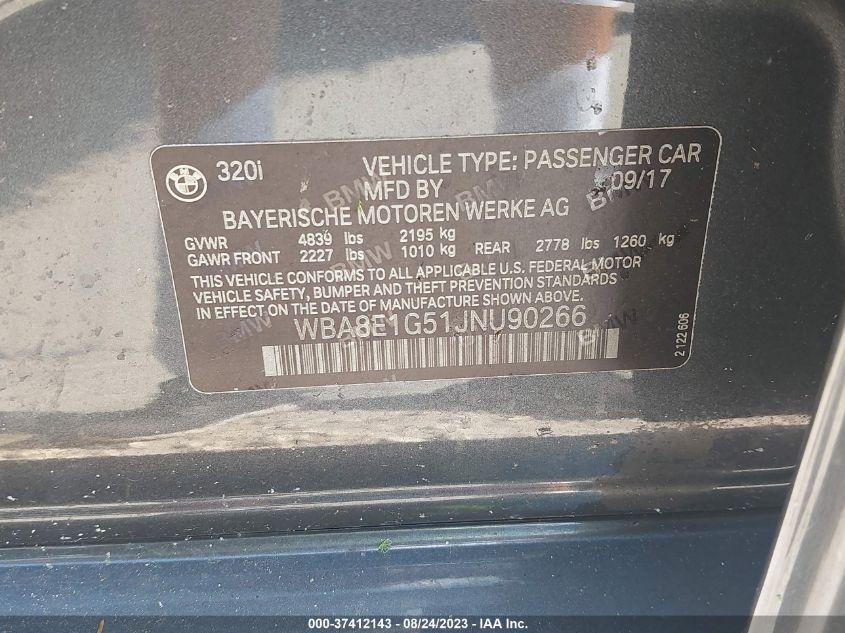 BMW 320i VEHICLE TYPE: PASSENGER CAR
MFD BY 09/17
BAYERISCHE MOTOREN WERKE AG
GVWR 4839 lbs 2195 kg
GAWR FRONT 2227 lbs 1010 kg REAR 2778 lbs 1260 kg
THIS VEHICLE CONFORMS TO ALL APPLICABLE U.S. FEDERAL MOTOR
VEHICLE SAFETY, BUMPER AND THEFT PREVENTION STANDARDS
IN EFFECT ON THE DATE OF MANUFACTURE SHOWN ABOVE.
WBA8E1G51JNU90266
2 122 606
000-37412143 - 08/24/2023 - IAA Inc.